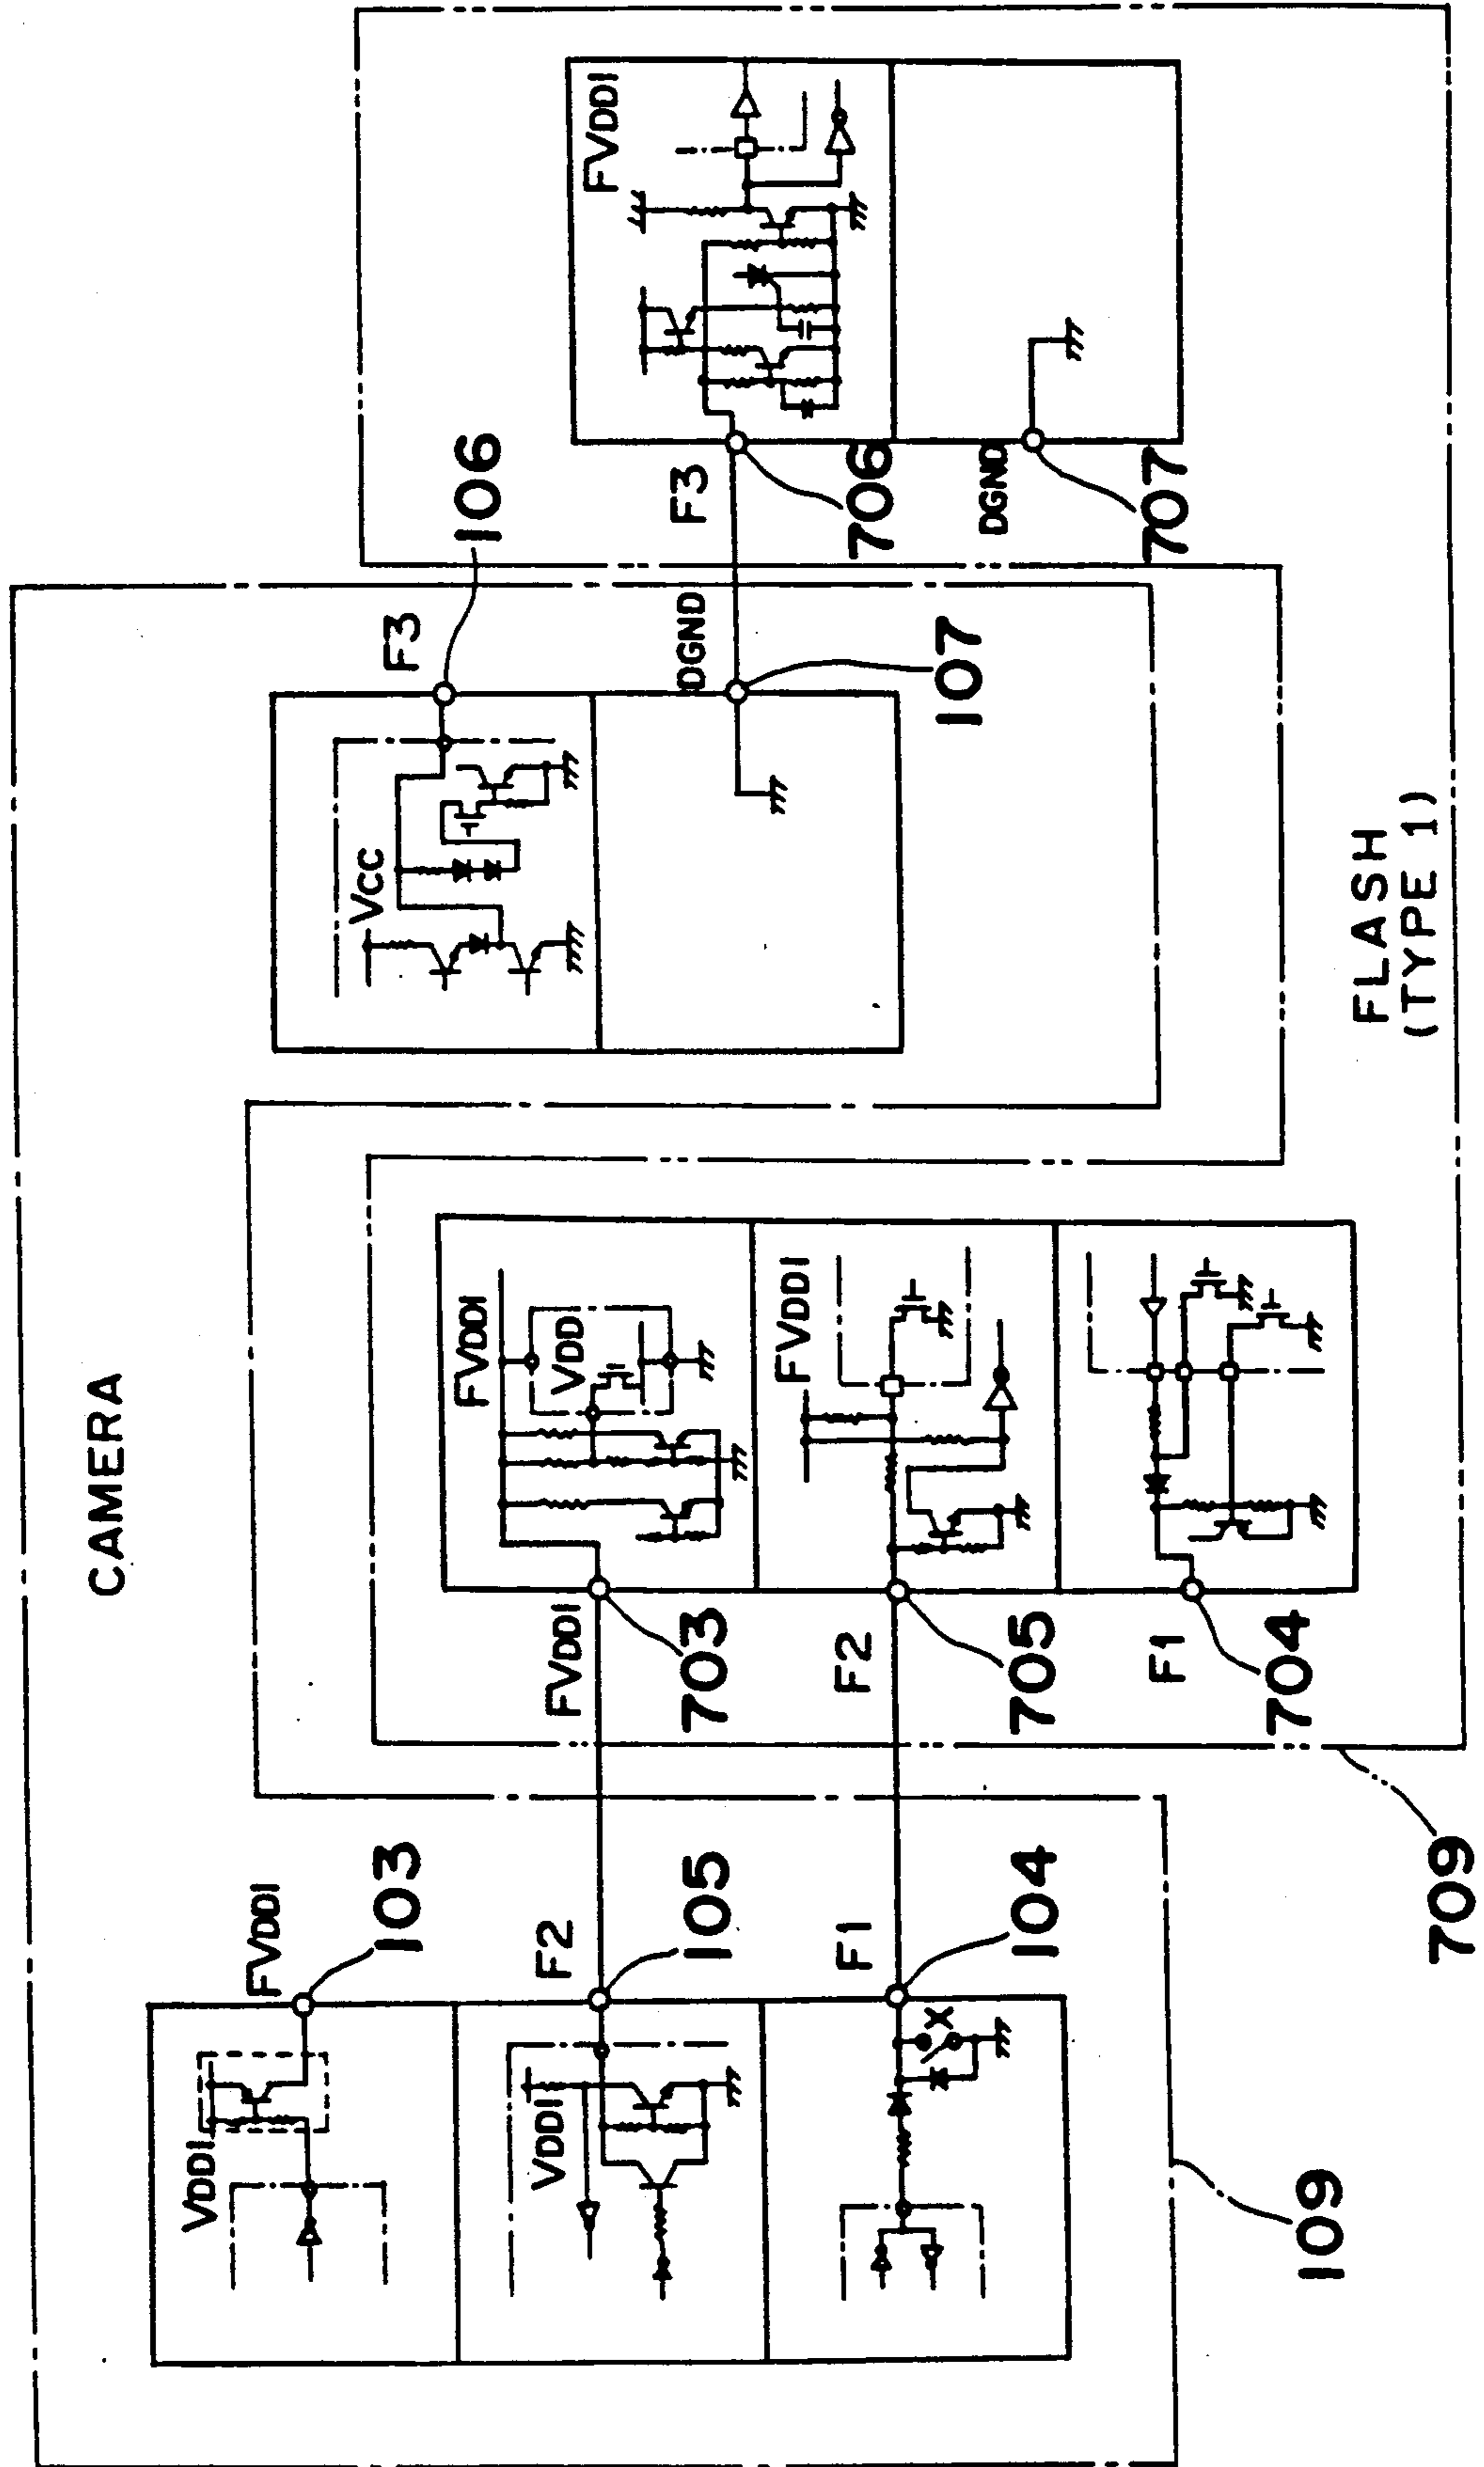 CAMERA
FVDDI
103
VDDI
F2
105
VDDI
F1
104
X
109
FVDDI
703
FVDDI
VDD
F2
705
FVDDI
F1
704
709
F3
106
VCC
DGND
107
F3
706
FVDDI
DGND
707
FLASH
(TYPE 1)